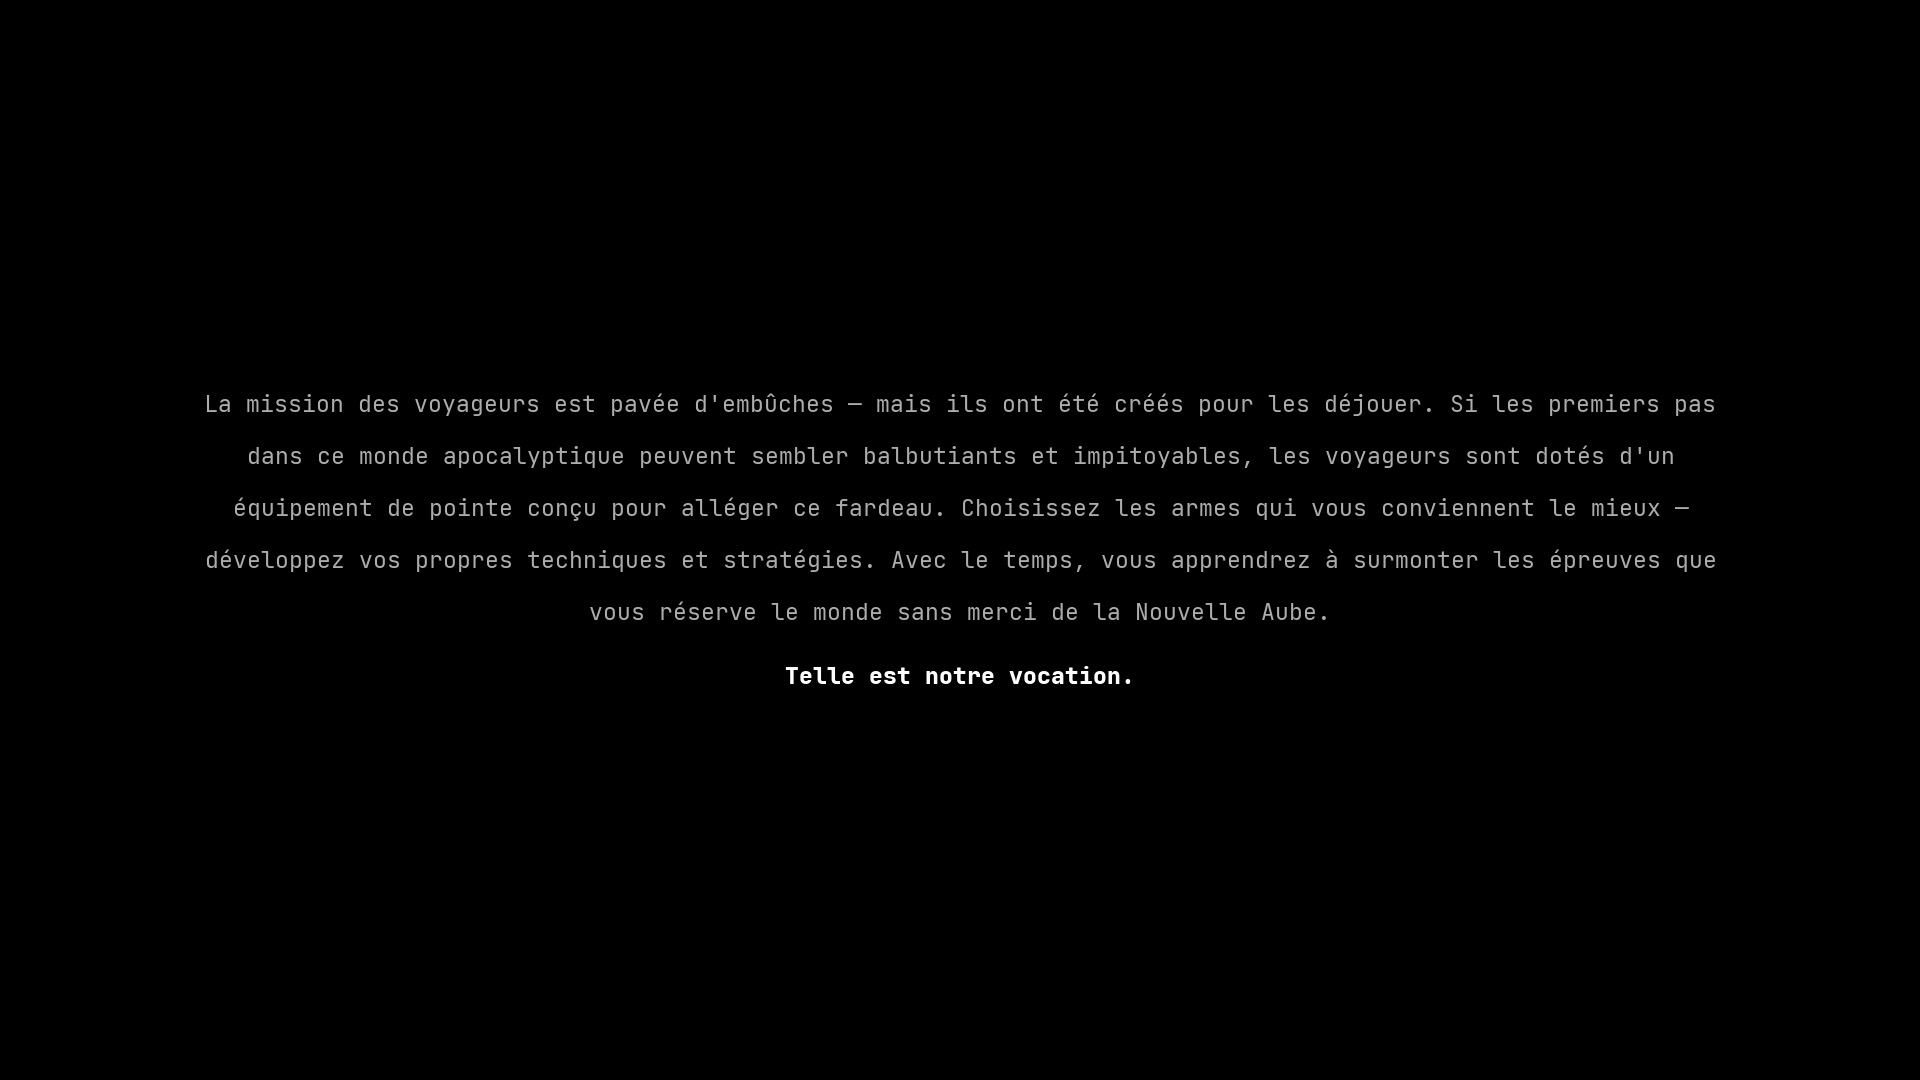 La mission des voyageurs est pavée d'embûches — mais ils ont été créés pour les déjouer. Si les premiers pas
dans ce monde apocalyptique peuvent sembler balbutiants et impitoyables, les voyageurs sont dotés d'un
équipement de pointe conçu pour alléger ce fardeau. Choisissez les armes qui vous conviennent le mieux —
développez vos propres techniques et stratégies. Avec le temps, vous apprendrez à surmonter les épreuves que
vous réserve le monde sans merci de la Nouvelle Aube.
Telle est notre vocation.